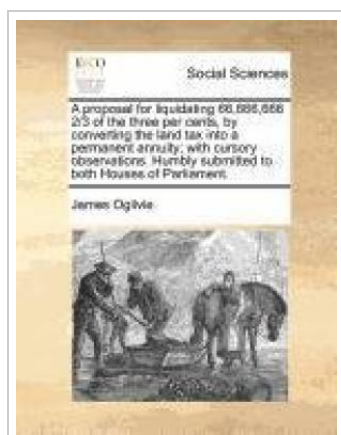 ECCO
Social Sciences
A proposal for liquidating 66,666,666
2/3 of the three per cents, by
converting the land tax into a
permanent annuity; with cursory
observations. Humbly submitted to
both Houses of Parliament.
James Ogilvie